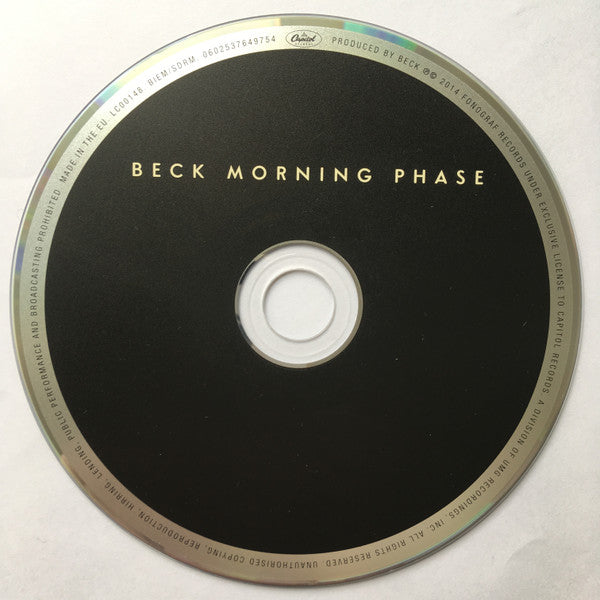 BECK MORNING PHASE
Capitol
PRODUCED BY BECK ℗© 2014 FONOGRAF RECORDS UNDER EXCLUSIVE LICENSE TO CAPITOL RECORDS, A DIVISION OF UMG RECORDINGS, INC. ALL RIGHTS RESERVED. UNAUTHORISED COPYING, REPRODUCTION, HIRRING, LENDING, PUBLIC PERFORMANCE AND BROADCASTING PROHIBITED. MADE IN THE EU. LC00148 BIEM/SDRM. 0602537649754